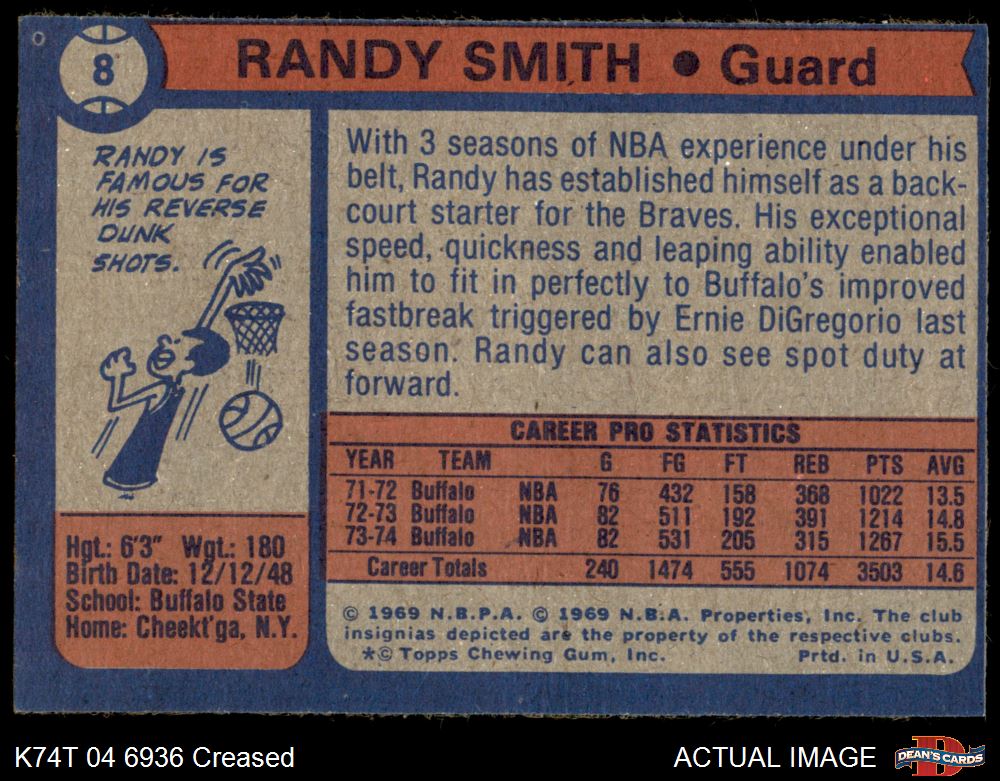 8
RANDY SMITH ● Guard
RANDY IS
FAMOUS FOR
HIS REVERSE
DUNK
SHOTS.
With 3 seasons of NBA experience under his
belt, Randy has established himself as a back-
court starter for the Braves. His exceptional
speed, quickness and leaping ability enabled
him to fit in perfectly to Buffalo's improved
fastbreak triggered by Ernie DiGregorio last
season. Randy can also see spot duty at
forward.
CAREER PRO STATISTICS
YEAR TEAM G FG FT REB PTS AVG
71-72 Buffalo NBA 76 432 158 368 1022 13.5
72-73 Buffalo NBA 82 511 192 391 1214 14.8
73-74 Buffalo NBA 82 531 205 315 1267 15.5
Career Totals 240 1474 555 1074 3503 14.6
Hgt.: 6'3" Wgt.: 180
Birth Date: 12/12/48
School: Buffalo State
Home: Cheekt'ga, N.Y.
© 1969 N.B.P.A. © 1969 N.B.A. Properties, Inc. The club
insignias depicted are the property of the respective clubs.
*© Topps Chewing Gum, Inc. Prtd. in U.S.A.
K74T 04 6936 Creased
ACTUAL IMAGE
D
DEAN'S CARDS